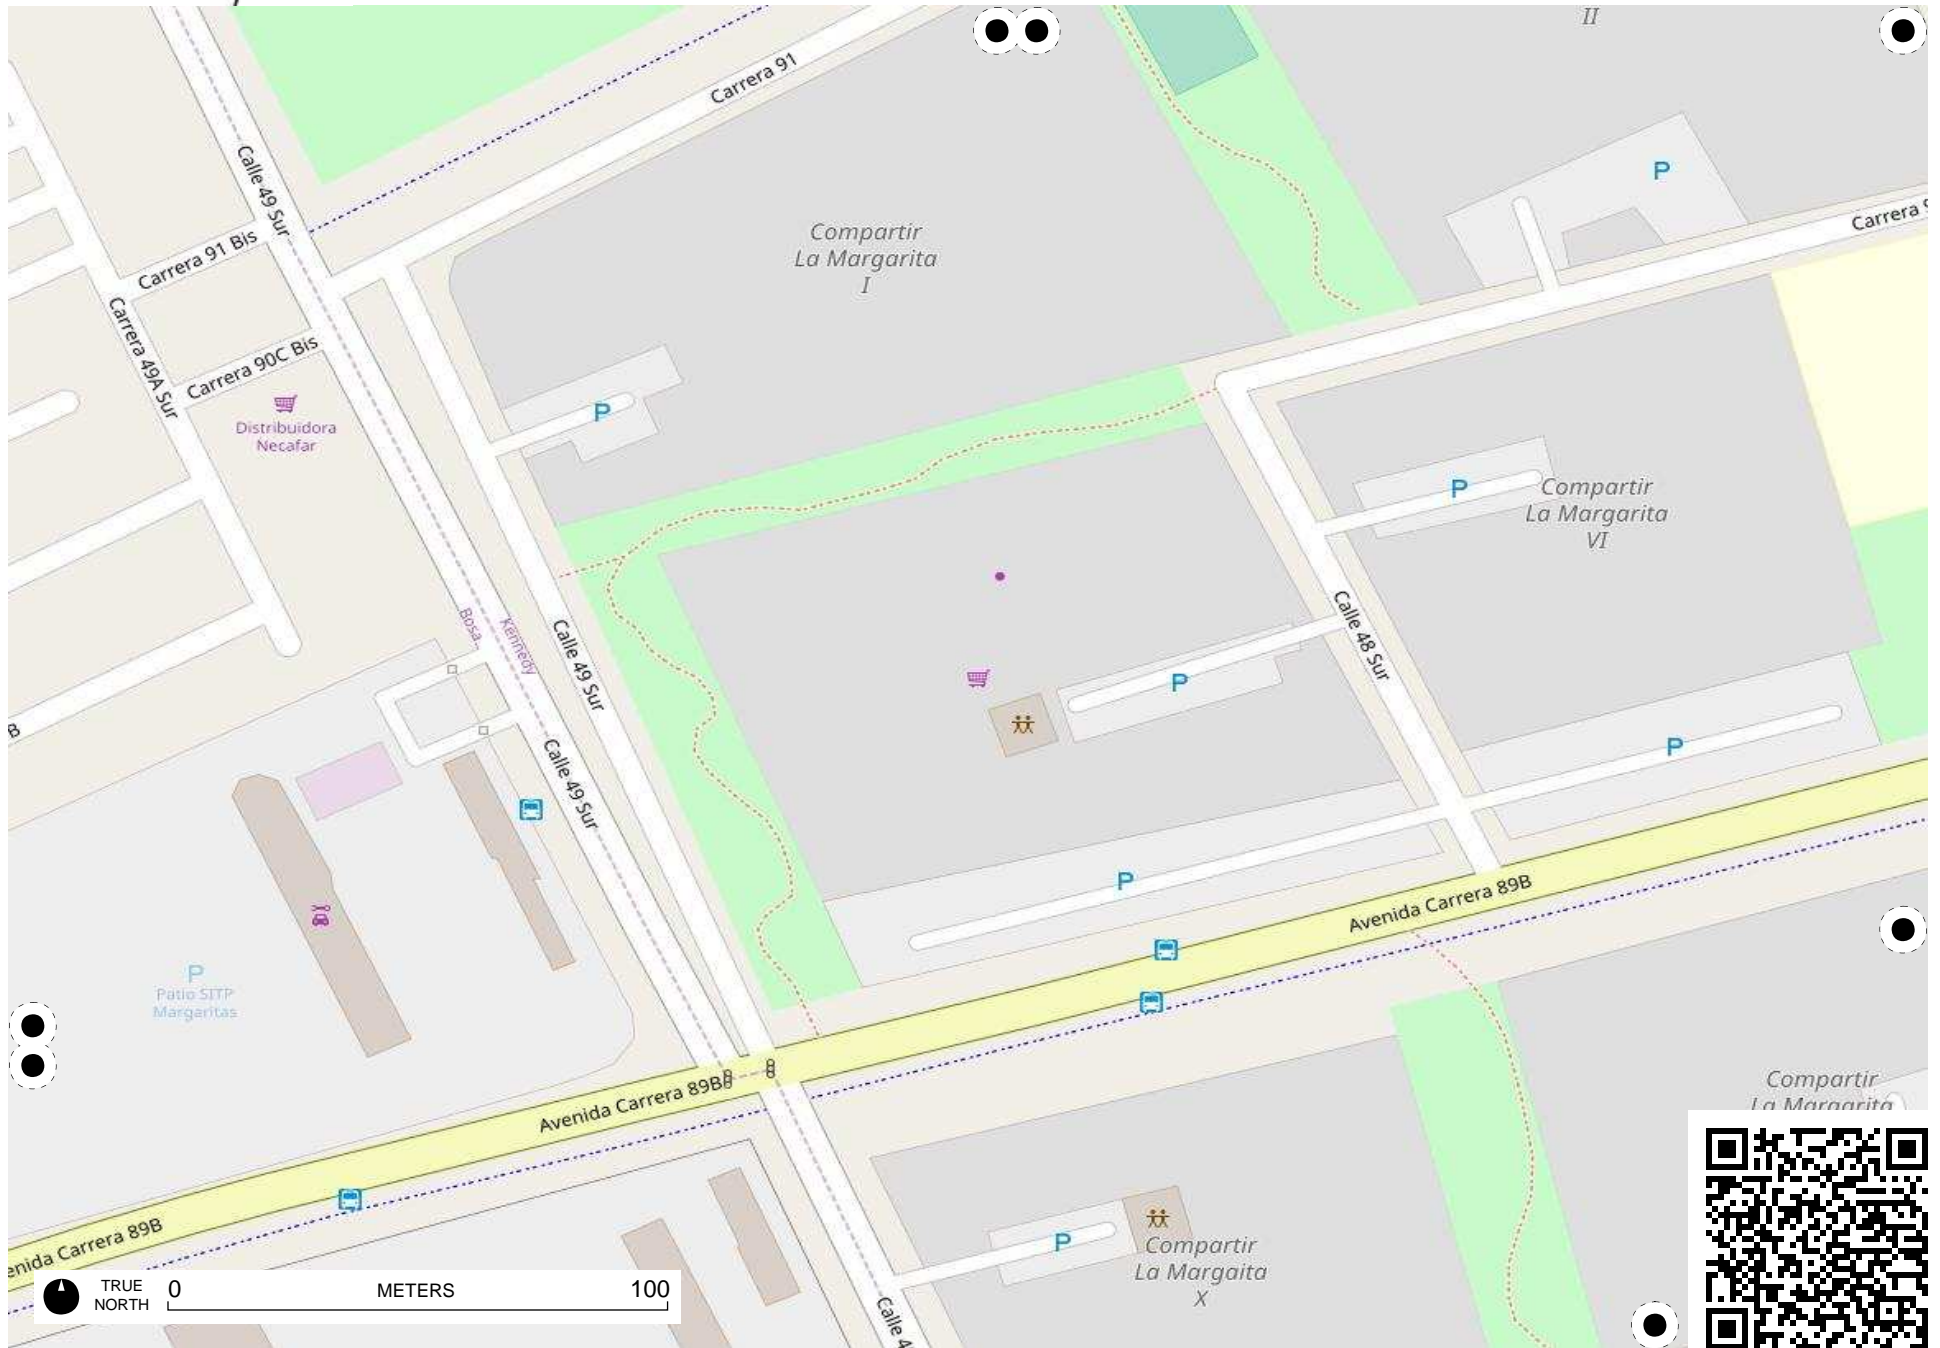 II
Carrera 91
Calle 49 Sur
P
Compartir
La Margarita
I
Carrera 91 Bis
Carrera 49A Sur
Carrera 90C Bis
P
Distribuidora
Necafar
P
Compartir
La Margarita
VI
Bosa
Kennedy
Calle 49 Sur
Calle 48 Sur
P
B
Calle 49 Sur
P
P
Avenida Carrera 89B
P
Patio SITP
Margaritas
Avenida Carrera 89B
Compartir
La Margarita
enida Carrera 89B
P
Compartir
La Margaita
X
TRUE
NORTH
0 METERS 100